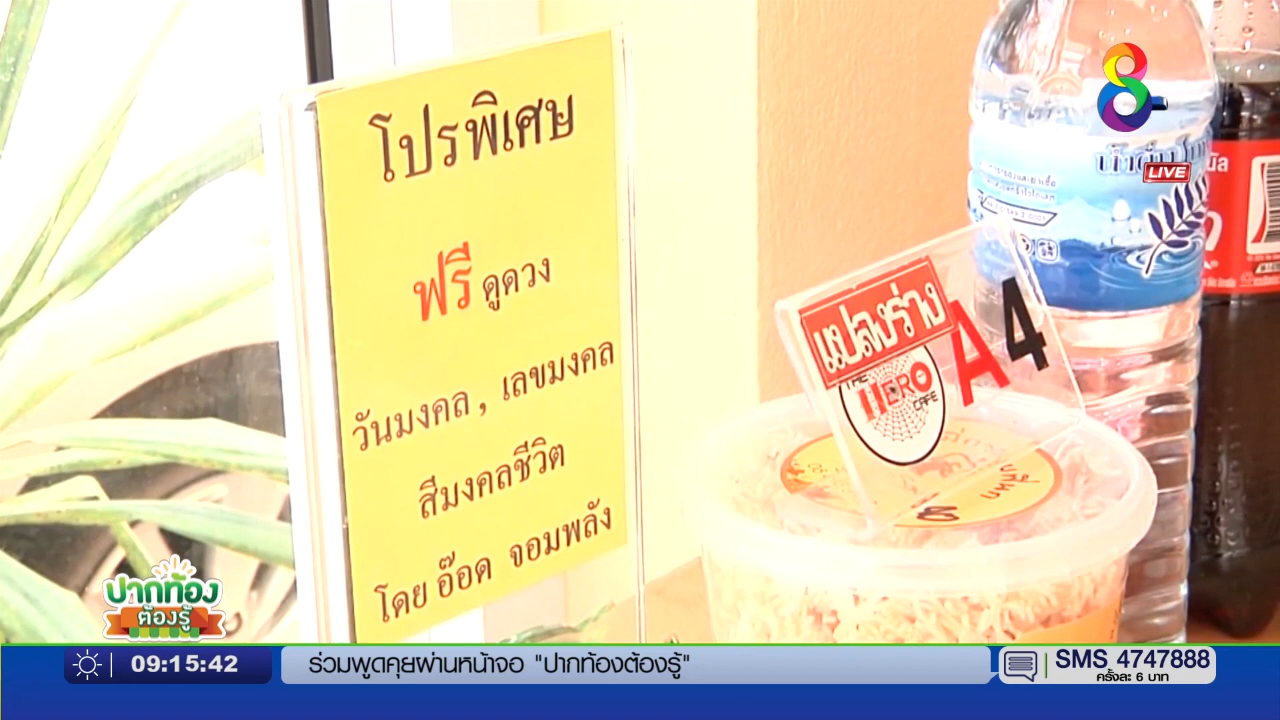 โปรพิเศษ
ฟรี ดูดวง
วันมงคล, เลขมงคล
สีมงคลชีวิต
โดย อ๊อด จอมพลัง
แปลงร่าง
THE
HERO
CAFE
A4
8
LIVE
ปากท้อง
ต้องรู้
09:15:42
ร่วมพูดคุยผ่านหน้าจอ "ปากท้องต้องรู้"
SMS 4747888
ครั้งละ 6 บาท